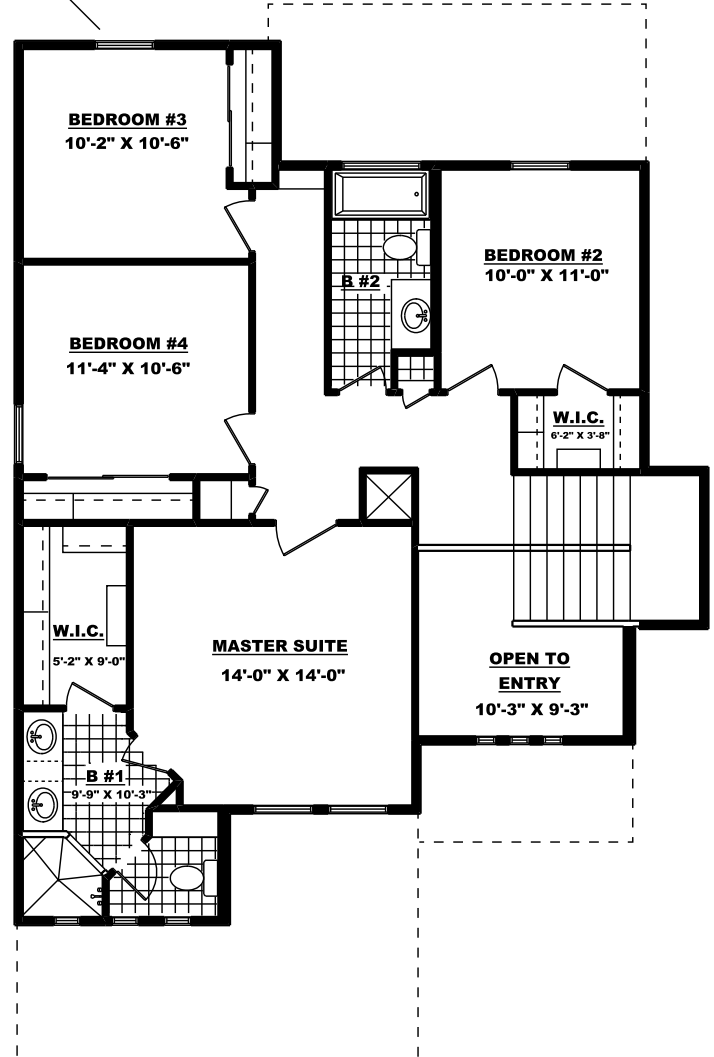 BEDROOM #3
10'-2" X 10'-6"
BEDROOM #2
10'-0" X 11'-0"
B #2
BEDROOM #4
11'-4" X 10'-6"
W.I.C.
6'-2" X 3'-8"
W.I.C.
5'-2" X 9'-0"
MASTER SUITE
14'-0" X 14'-0"
OPEN TO
ENTRY
10'-3" X 9'-3"
B #1
9'-9" X 10'-3"